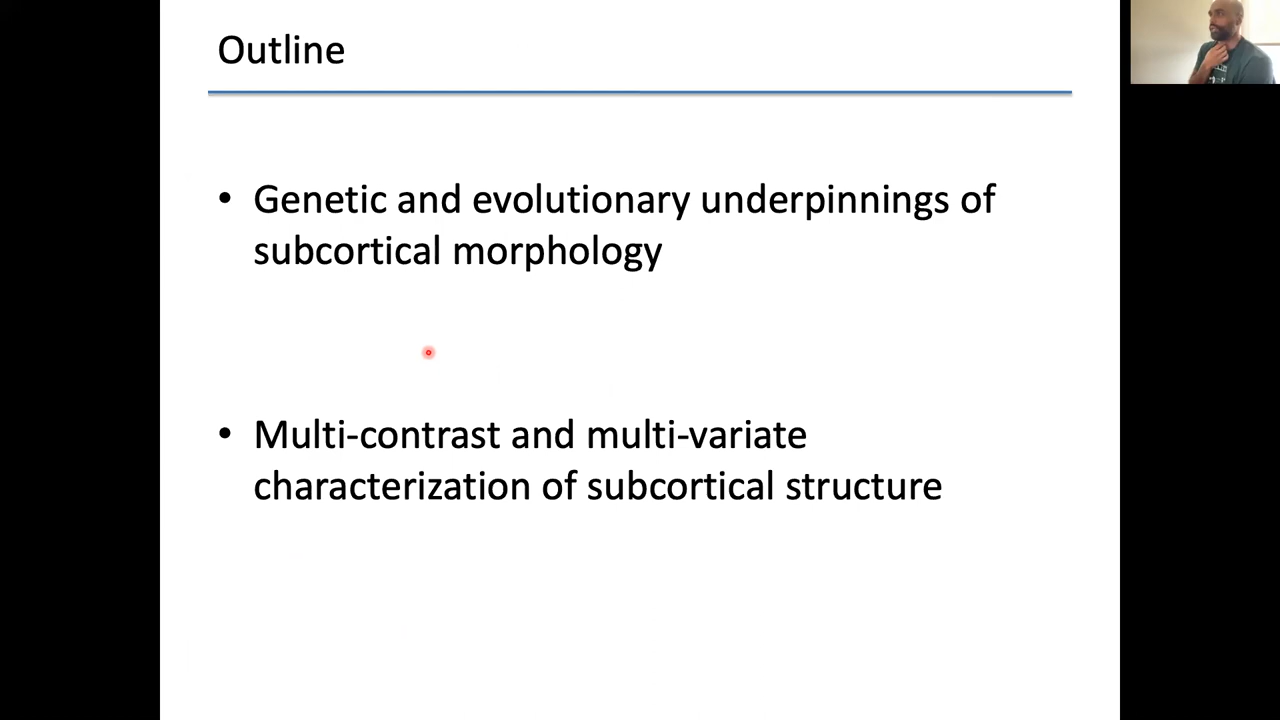 Outline
• Genetic and evolutionary underpinnings of
subcortical morphology
• Multi-contrast and multi-variate
characterization of subcortical structure